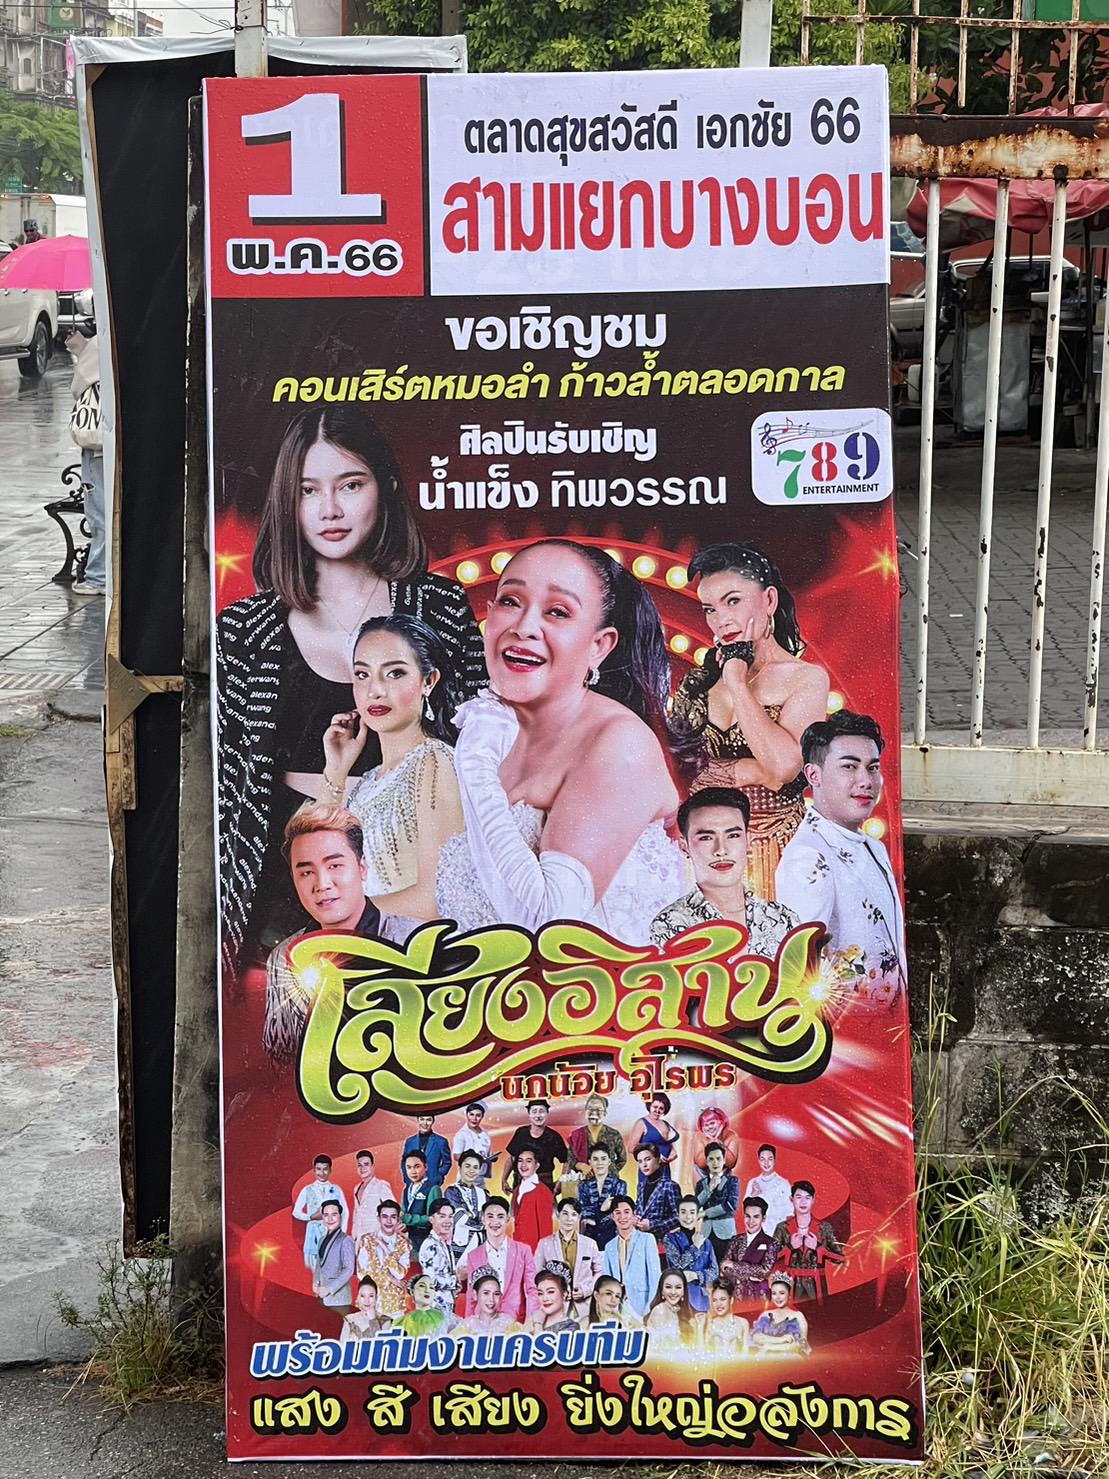 1
พ.ค.66
ตลาดสุขสวัสดี เอกชัย 66
สามแยกบางบอน
ขอเชิญชม
คอนเสิร์ตหมอลำ ก้าวล้ำตลอดกาล
ศิลปินรับเชิญ
น้ำแข็ง ทิพวรรณ
789
ENTERTAINMENT
เสียงอิสาน
นกน้อย อุไรพร
พร้อมทีมงานครบทีม
แสง สี เสียง ยิ่งใหญ่อลังการ